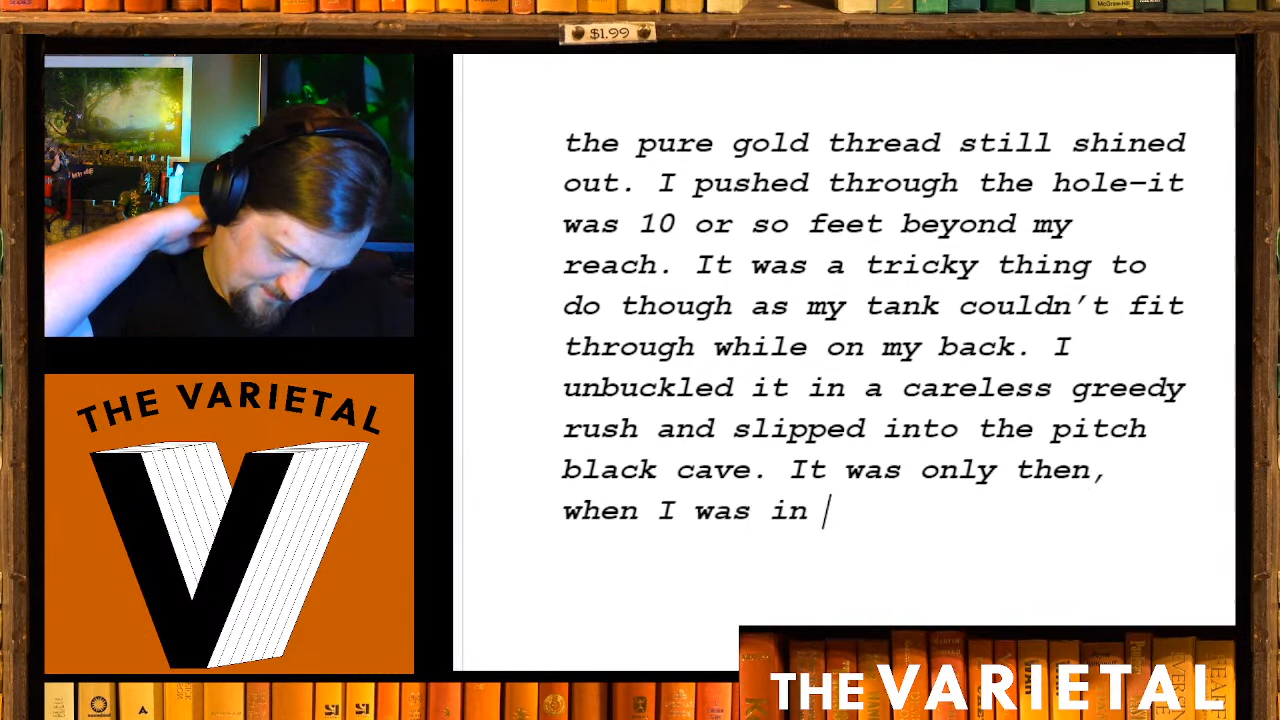 McGraw-Hill
$1.99
the pure gold thread still shined
out. I pushed through the hole—it
was 10 or so feet beyond my
reach. It was a tricky thing to
do though as my tank couldn't fit
through while on my back. I
unbuckled it in a careless greedy
rush and slipped into the pitch
black cave. It was only then,
when I was in
THE VARIETAL
THE VARIETAL